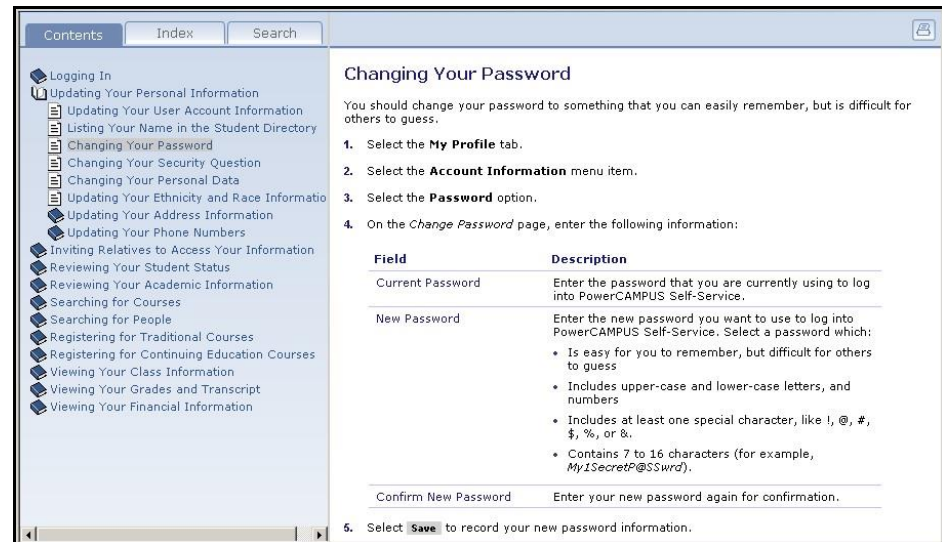 Contents Index Search
Logging In
Updating Your Personal Information
Updating Your User Account Information
Listing Your Name in the Student Directory
Changing Your Password
Changing Your Security Question
Changing Your Personal Data
Updating Your Ethnicity and Race Informatio
Updating Your Address Information
Updating Your Phone Numbers
Inviting Relatives to Access Your Information
Reviewing Your Student Status
Reviewing Your Academic Information
Searching for Courses
Searching for People
Registering for Traditional Courses
Registering for Continuing Education Courses
Viewing Your Class Information
Viewing Your Grades and Transcript
Viewing Your Financial Information
Changing Your Password
You should change your password to something that you can easily remember, but is difficult for
others to guess.
1. Select the My Profile tab.
2. Select the Account Information menu item.
3. Select the Password option.
4. On the Change Password page, enter the following information:
Field Description
Current Password Enter the password that you are currently using to log
into PowerCAMPUS Self-Service.
New Password Enter the new password you want to use to log into
PowerCAMPUS Self-Service. Select a password which:
• Is easy for you to remember, but difficult for others
to guess
• Includes upper-case and lower-case letters, and
numbers
• Includes at least one special character, like !, @, #,
$, %, or &.
• Contains 7 to 16 characters (for example,
My1SecretP@SSwrd).
Confirm New Password Enter your new password again for confirmation.
5. Select Save to record your new password information.